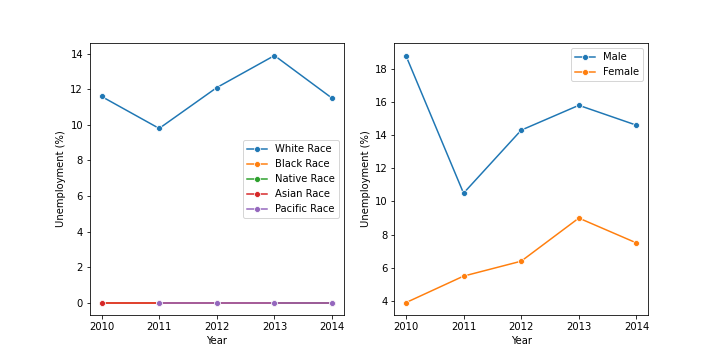 Unemployment (%)
14
12
10
8
6
4
2
0
2010 2011 2012 2013 2014
Year
White Race
Black Race
Native Race
Asian Race
Pacific Race
Unemployment (%)
18
16
14
12
10
8
6
4
2010 2011 2012 2013 2014
Year
Male
Female